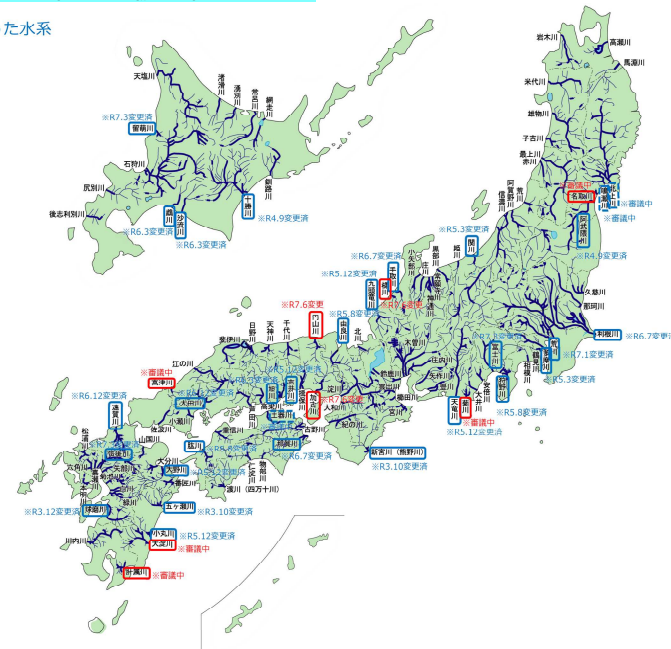 た水系
岩木川
高瀬川
馬淵川
米代川
雄物川
子吉川
最上川
赤川
※審議中
名取川
※審議中
※審議中
阿武隈川
※R4.9変更済
天塩川
渚滑川
湧別川
常呂川
網走川
※R7.3変更済
留萌川
石狩川
尻別川
後志利別川
鵡川
沙流川
※R6.3変更済
※R6.3変更済
十勝川
釧路川
※R4.9変更済
荒川
阿賀野川
信濃川
※R5.3変更済
関川
姫川
黒部川
常願寺川
神通川
庄川
小矢部川
※R6.7変更済
手取川
※R5.12変更済
九頭竜川
久慈川
那珂川
利根川
※R6.7変更済
荒川
※R7.1変更済
多摩川
※R5.3変更済
鶴見川
相模川
富士川
狩野川
※R5.8変更済
安倍川
大井川
菊川
※審議中
天竜川
※R5.12変更済
豊川
矢作川
庄内川
木曽川
鈴鹿川
雲出川
櫛田川
宮川
新宮川（熊野川）
※R3.10変更済
紀の川
大和川
淀川
北川
由良川
※R5.8変更済
円山川
※R7.6変更
加古川
揖保川
千代川
天神川
日野川
斐伊川
江の川
高津川
※審議中
太田川
小瀬川
佐波川
吉井川
旭川
高梁川
芦田川
土器川
吉野川
那賀川
※R6.7変更済
物部川
仁淀川
渡川（四万十川）
重信川
肱川
※R6.12変更済
遠賀川
山国川
筑後川
松浦川
六角川
嘉瀬川
矢部川
菊池川
白川
緑川
大分川
大野川
番匠川
五ヶ瀬川
※R3.10変更済
球磨川
※R3.12変更済
川内川
小丸川
※R5.12変更済
大淀川
※審議中
肝属川
※審議中